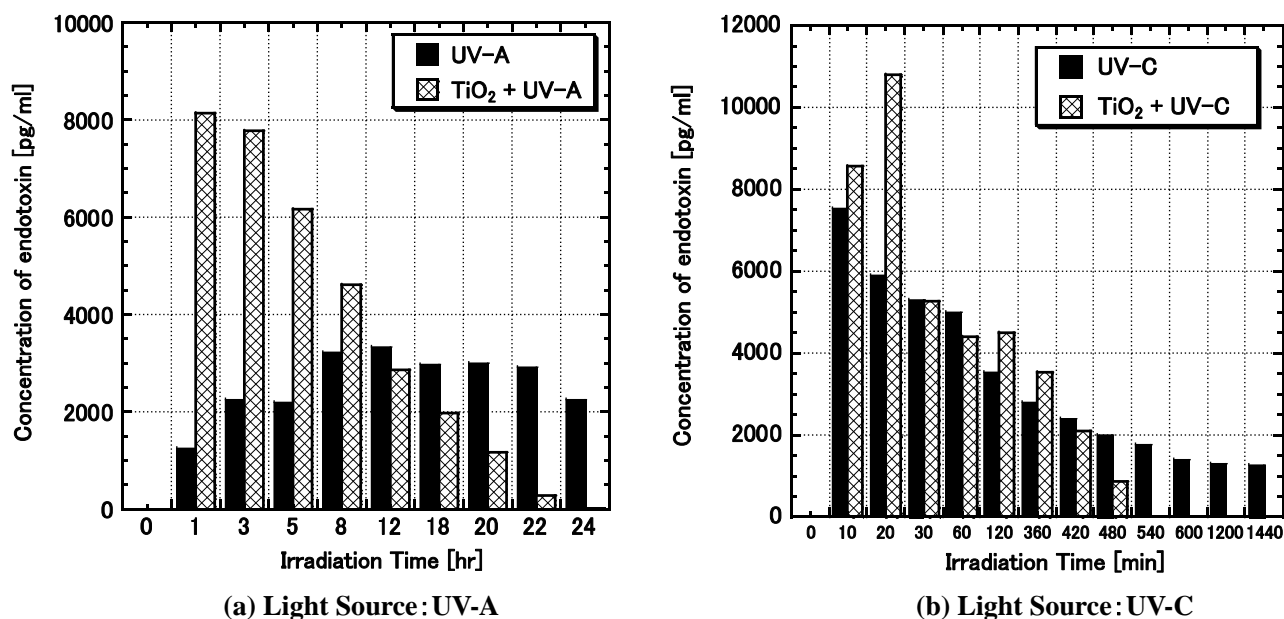 10000
8000
6000
4000
2000
0
Concentration of endotoxin [pg/ml]
UV-A
TiO₂ + UV-A
0 1 3 5 8 12 18 20 22 24
Irradiation Time [hr]
(a) Light Source:UV-A
12000
10000
8000
6000
4000
2000
0
Concentration of endotoxin [pg/ml]
UV-C
TiO₂ + UV-C
0 10 20 30 60 120 360 420 480 540 600 1200 1440
Irradiation Time [min]
(b) Light Source:UV-C